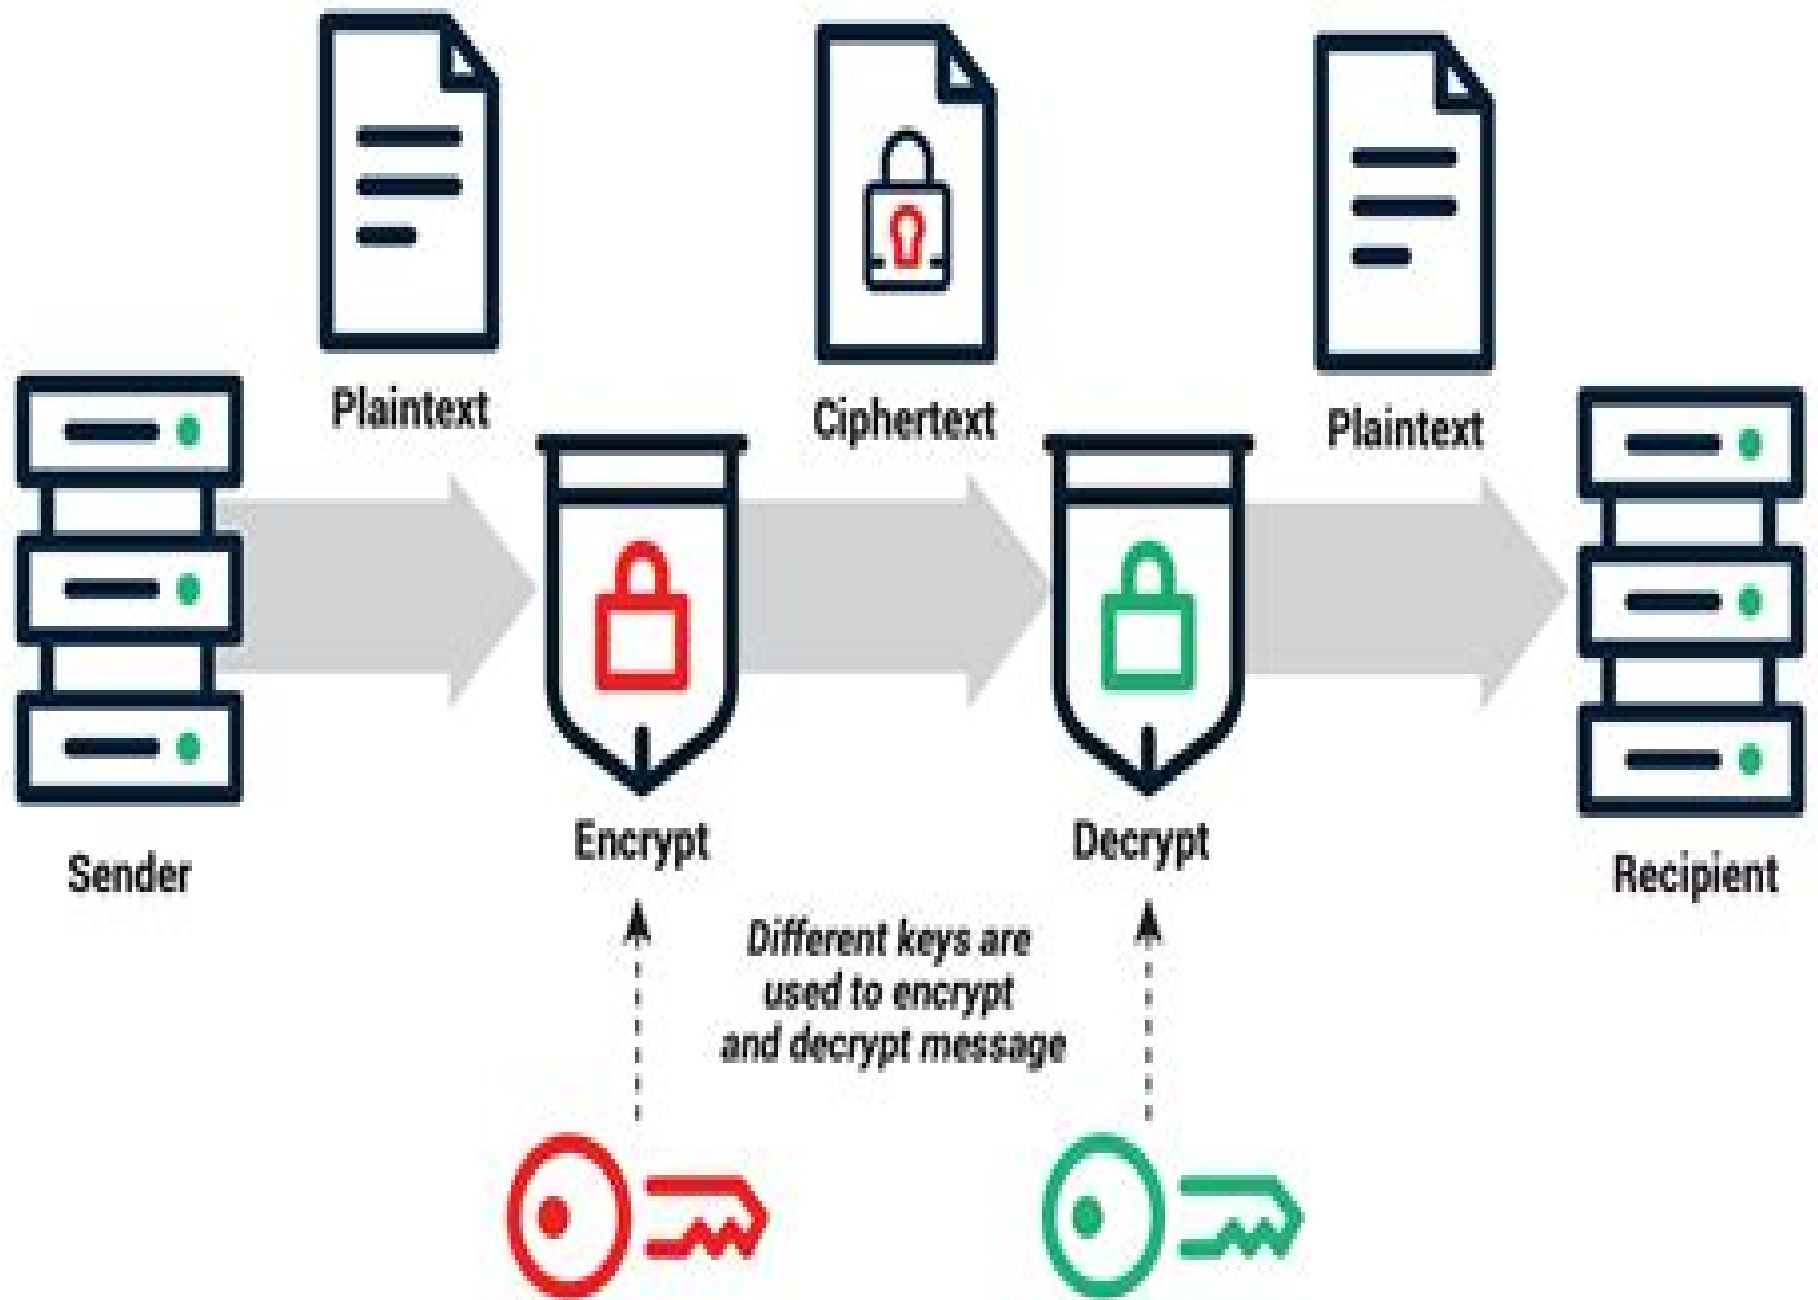 Plaintext
Ciphertext
Plaintext
Encrypt
Decrypt
Sender
Recipient
Different keys are
used to encrypt
and decrypt message